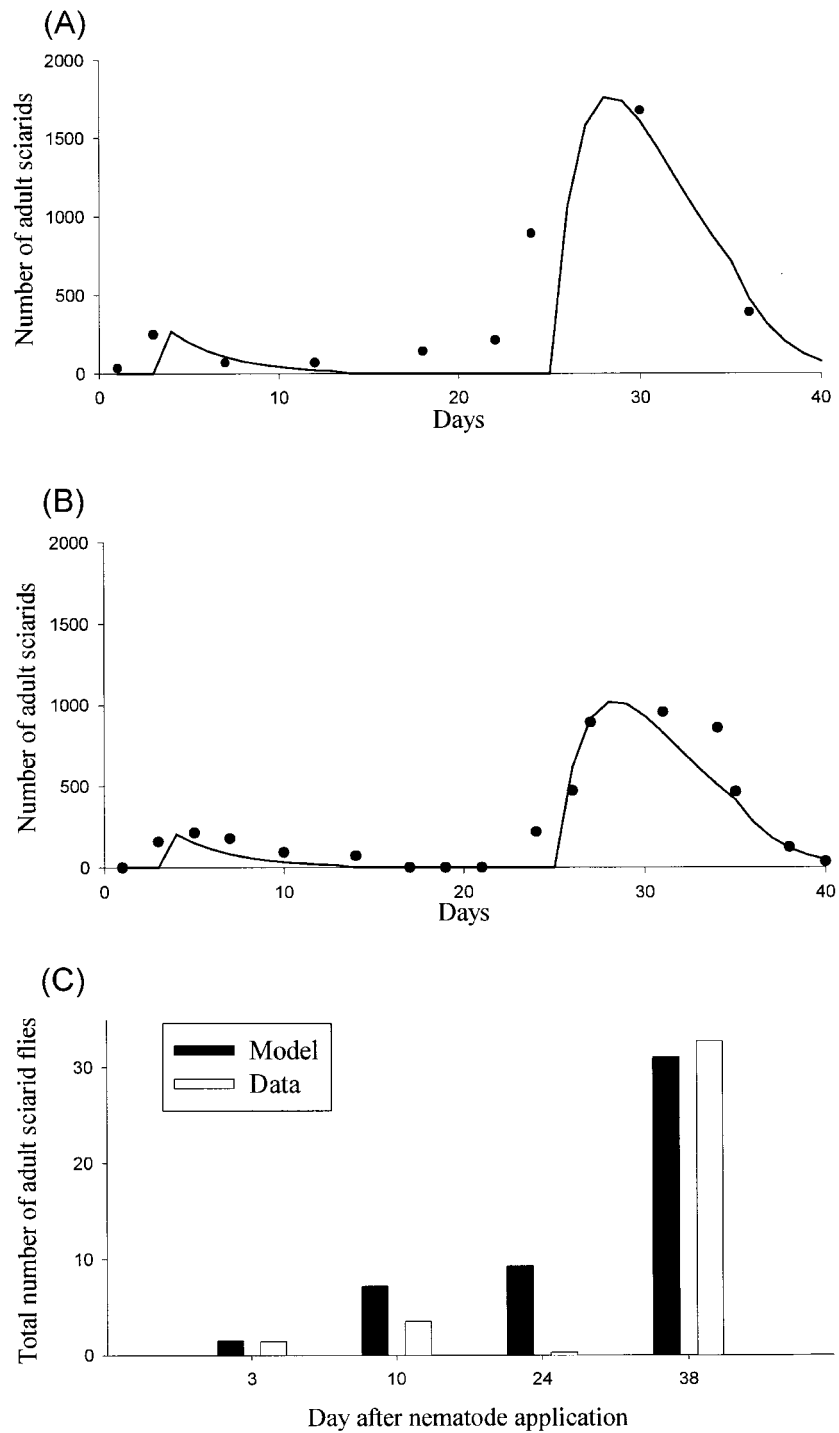 (A)
2000
1500
1000
500
0
Number of adult sciarids
0 10 20 30 40
Days
(B)
2000
1500
1000
500
0
Number of adult sciarids
0 10 20 30 40
Days
(C)
Model
Data
30
20
10
0
Total number of adult sciarid flies
3 10 24 38
Day after nematode application